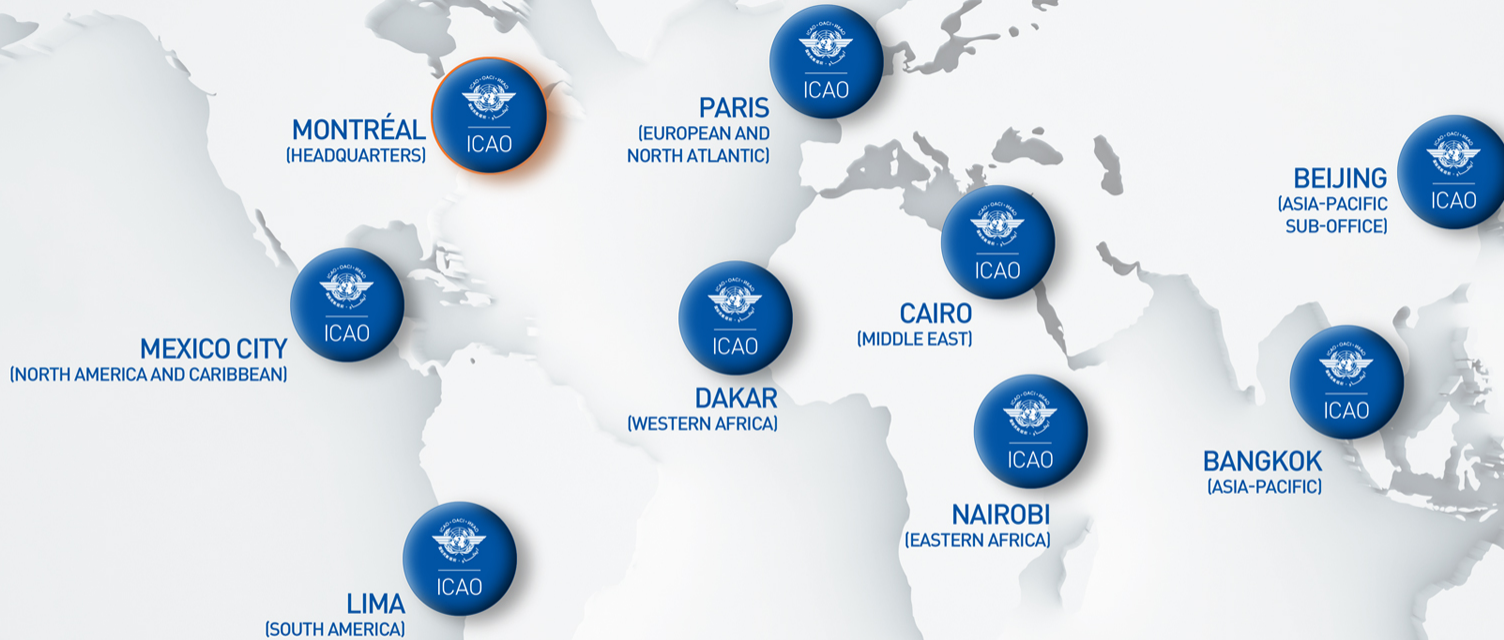 ICAO
MONTRÉAL
(HEADQUARTERS)
ICAO
PARIS
(EUROPEAN AND
NORTH ATLANTIC)
ICAO
BEIJING
(ASIA-PACIFIC
SUB-OFFICE)
ICAO
MEXICO CITY
(NORTH AMERICA AND CARIBBEAN)
ICAO
DAKAR
(WESTERN AFRICA)
ICAO
CAIRO
(MIDDLE EAST)
ICAO
BANGKOK
(ASIA-PACIFIC)
ICAO
NAIROBI
(EASTERN AFRICA)
ICAO
LIMA
(SOUTH AMERICA)